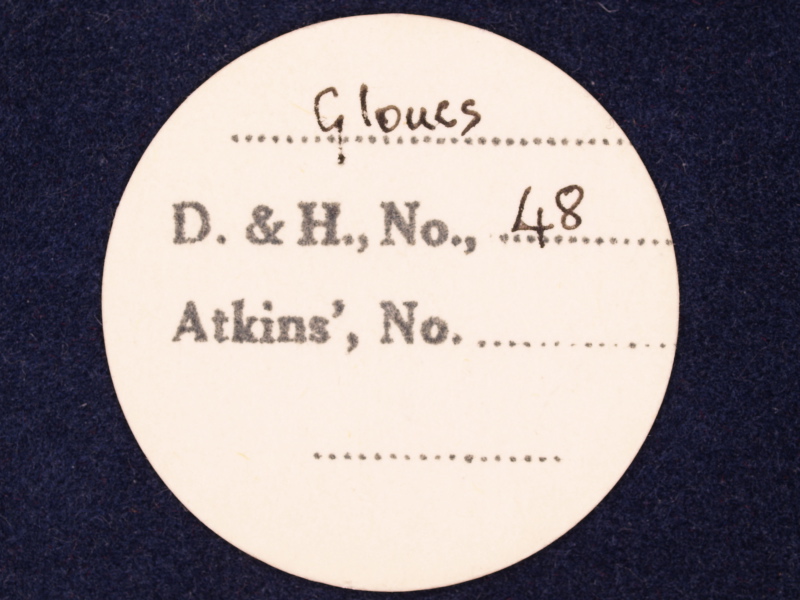 Gloucs
D. & H., No., 48
Atkins', No.